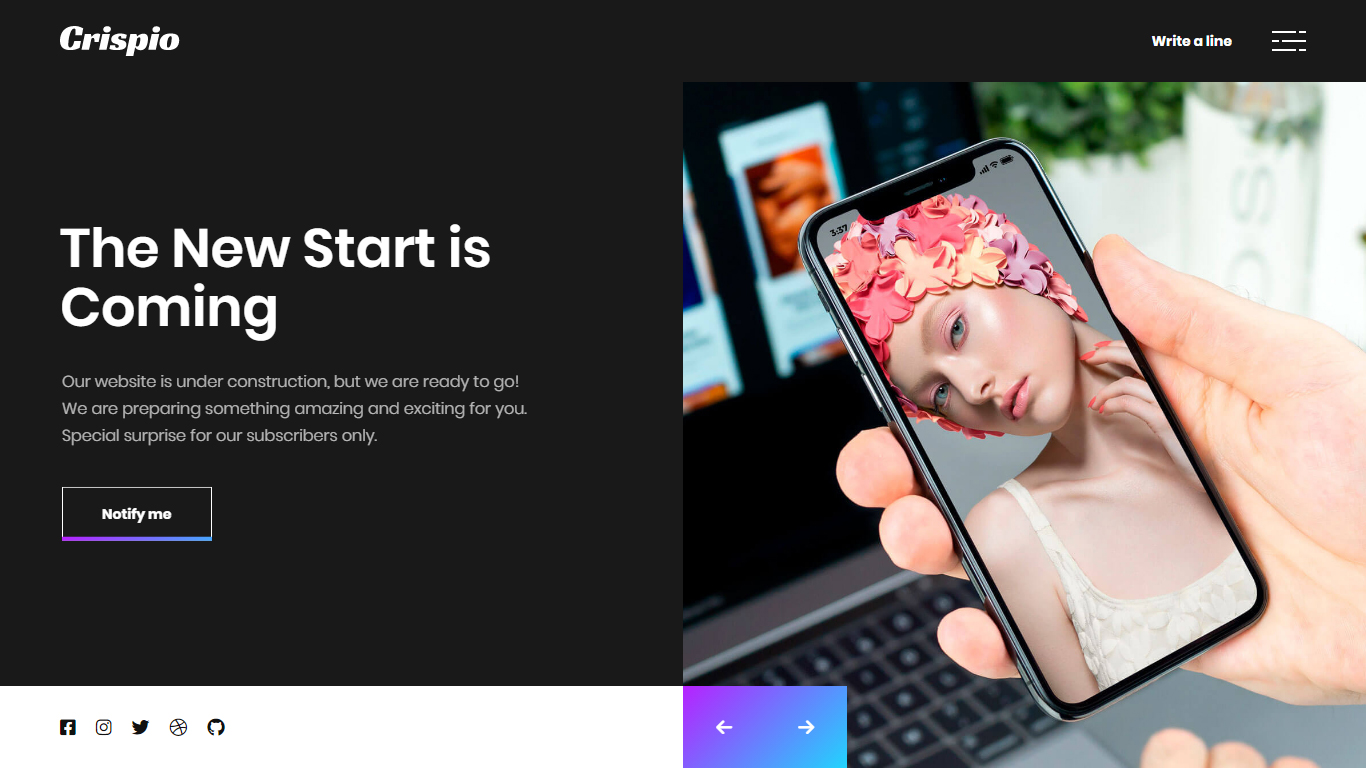 Crispio
Write a line
The New Start is
Coming
Our website is under construction, but we are ready to go!
We are preparing something amazing and exciting for you.
Special surprise for our subscribers only.
Notify me
3:37